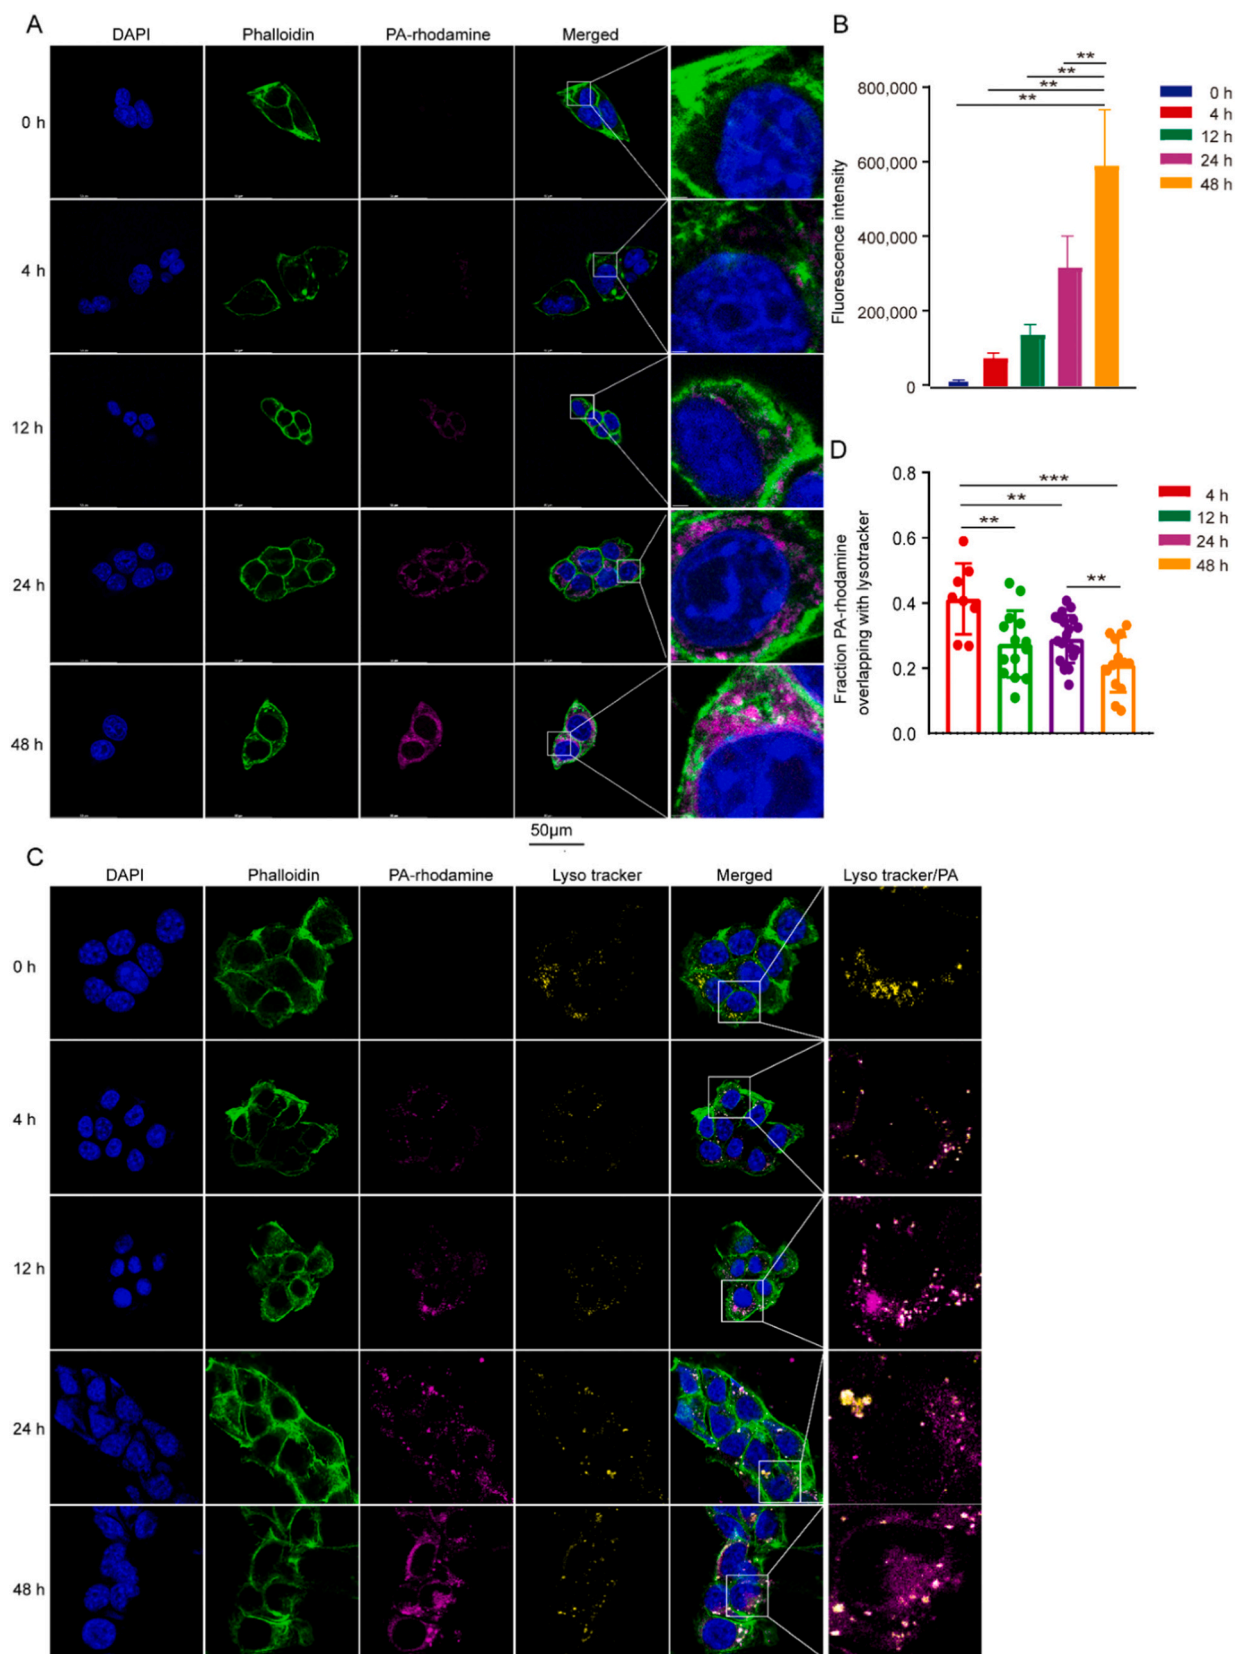 A
DAPI Phalloidin PA-rhodamine Merged
0 h
4 h
12 h
24 h
48 h
50µm
B
Fluorescence intensity
800,000
600,000
400,000
200,000
0
**
**
**
**
0 h
4 h
12 h
24 h
48 h
D
Fraction PA-rhodamine
overlapping with lysotracker
0.8
0.6
0.4
0.2
0.0
***
**
**
**
4 h
12 h
24 h
48 h
C
DAPI Phalloidin PA-rhodamine Lyso tracker Merged Lyso tracker/PA
0 h
4 h
12 h
24 h
48 h